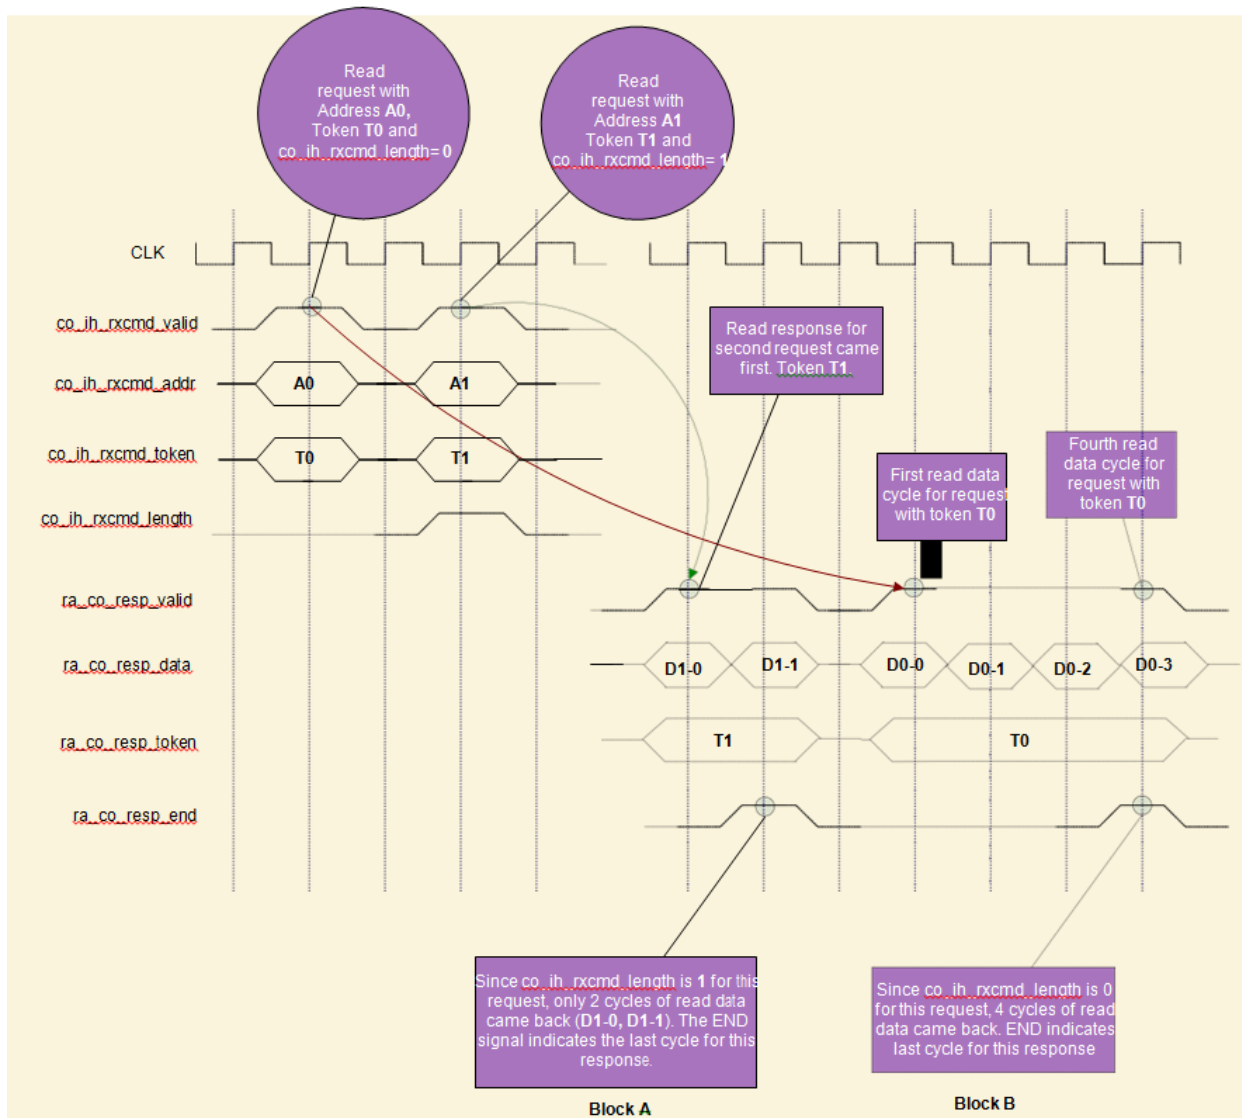 Read
request with
Address A0,
Token T0 and
co_ih_rxcmd_length= 0
Read
request with
Address A1
Token T1 and
co_ih_rxcmd_length= 1
CLK
co_ih_rxcmd_valid
Read response for
second request came
first. Token T1
co_ih_rxcmd_addr
A0
A1
co_ih_rxcmd_token
T0
T1
Fourth read
data cycle for
request with
token T0
First read data
cycle for request
with token T0
co_ih_rxcmd_length
ra_co_resp_valid
ra_co_resp_data
D1-0
D1-1
D0-0
D0-1
D0-2
D0-3
ra_co_resp_token
T1
T0
ra_co_resp_end
Since co_ih_rxcmd_length is 1 for this
request, only 2 cycles of read data
came back (D1-0, D1-1). The END
signal indicates the last cycle for this
response.
Since co_ih_rxcmd_length is 0
for this request, 4 cycles of read
data came back. END indicates
last cycle for this response
Block A
Block B